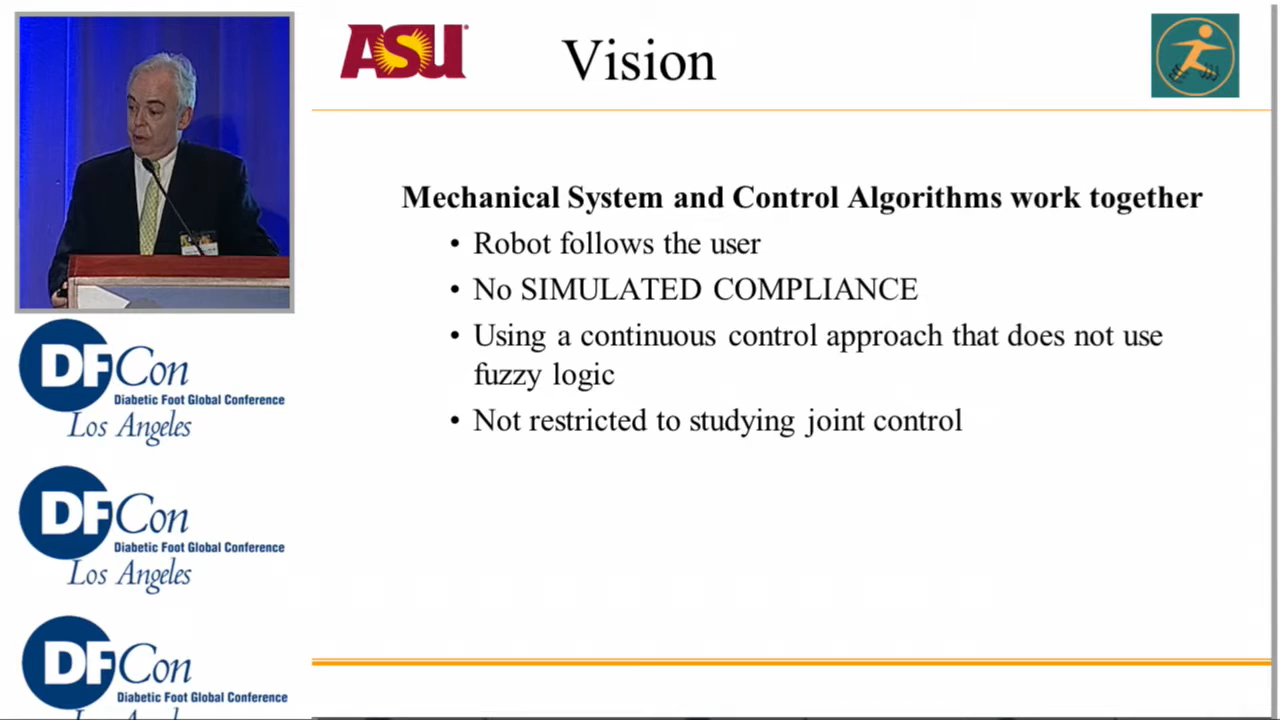 ASU
Vision
Mechanical System and Control Algorithms work together
• Robot follows the user
• No SIMULATED COMPLIANCE
• Using a continuous control approach that does not use
fuzzy logic
• Not restricted to studying joint control
DFCon
Diabetic Foot Global Conference
Los Angeles
DFCon
Diabetic Foot Global Conference
Los Angeles
DFCon
Diabetic Foot Global Conference